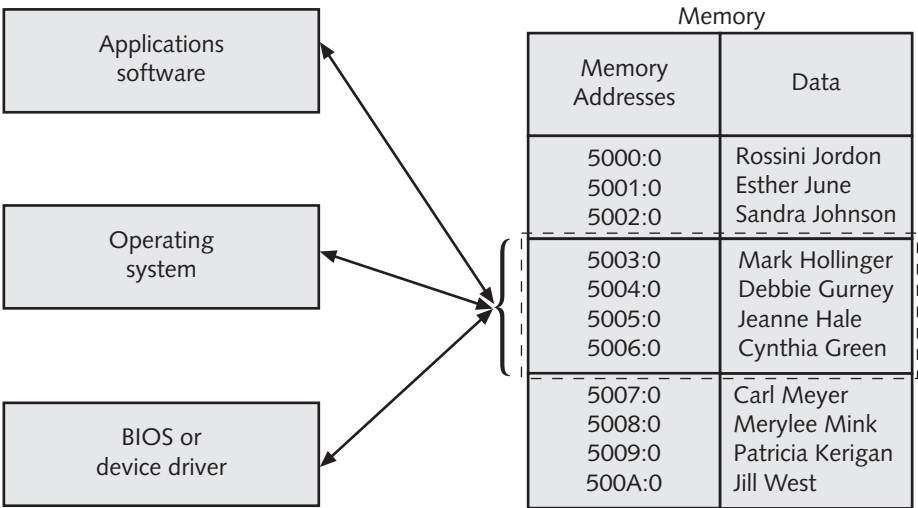 Applications
software
Operating
system
BIOS or
device driver
Memory
Memory
Addresses
Data
5000:0 Rossini Jordon
5001:0 Esther June
5002:0 Sandra Johnson
5003:0 Mark Hollinger
5004:0 Debbie Gurney
5005:0 Jeanne Hale
5006:0 Cynthia Green
5007:0 Carl Meyer
5008:0 Merylee Mink
5009:0 Patricia Kerigan
500A:0 Jill West